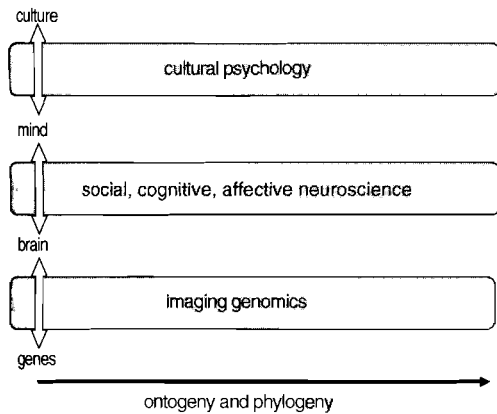 culture
cultural psychology
mind
social, cognitive, affective neuroscience
brain
imaging genomics
genes
ontogeny and phylogeny